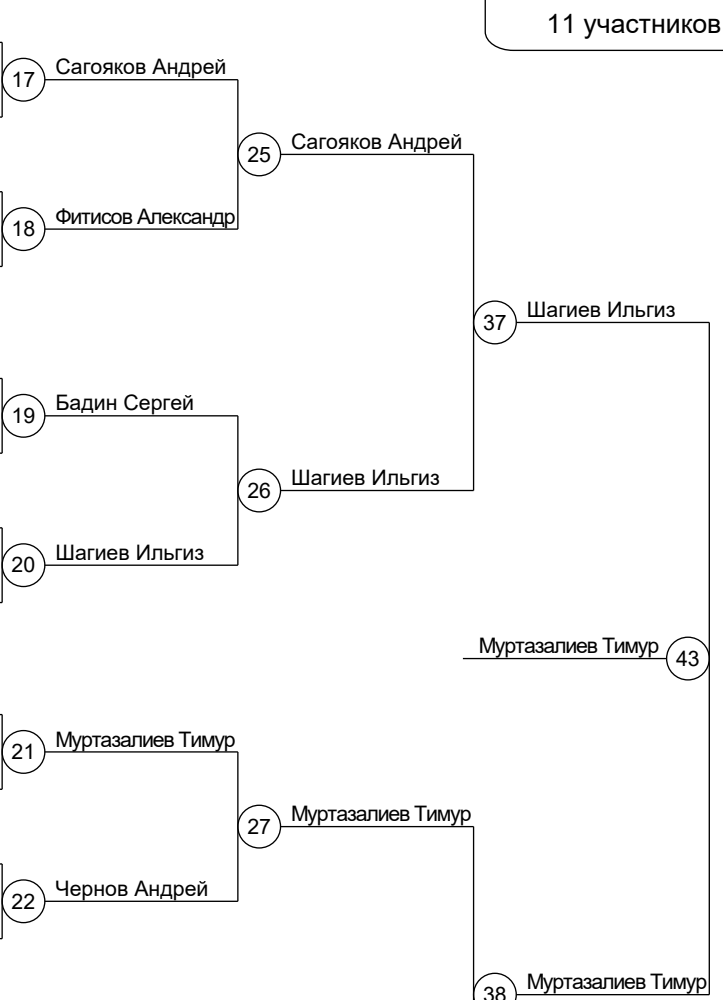 11 участников
17 Сагояков Андрей
25 Сагояков Андрей
18 Фитисов Александр
37 Шагиев Ильгиз
19 Бадин Сергей
26 Шагиев Ильгиз
20 Шагиев Ильгиз
Муртазалиев Тимур 43
21 Муртазалиев Тимур
27 Муртазалиев Тимур
22 Чернов Андрей
38 Муртазалиев Тимур